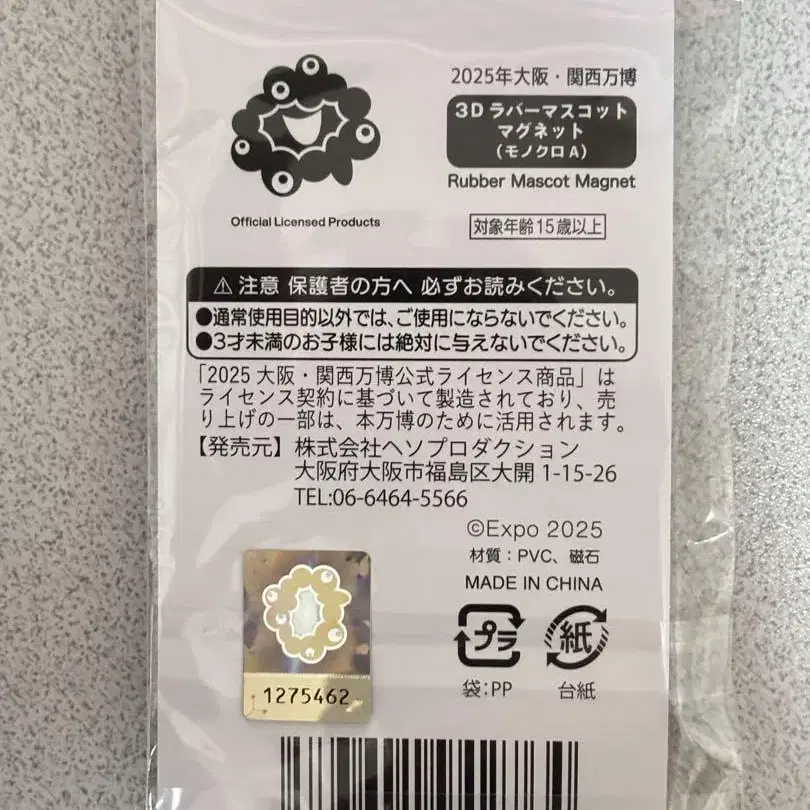 2025年大阪・関西万博
3Dラバーマスコット
マグネット
（モノクロA）
Rubber Mascot Magnet
Official Licensed Products
対象年齢15歳以上
⚠注意 保護者の方へ 必ずお読みください。
●通常使用目的以外では、ご使用にならないでください。
●3才未満のお子様には絶対に与えないでください。
「2025 大阪・関西万博公式ライセンス商品」は
ライセンス契約に基づいて製造されており、売
り上げの一部は、本万博のために活用されます。
【発売元】株式会社ヘソプロダクション
大阪府大阪市福島区大開 1-15-26
TEL:06-6464-5566
©Expo 2025
材質：PVC、磁石
MADE IN CHINA
プラ 紙
袋：PP 台紙
1275462